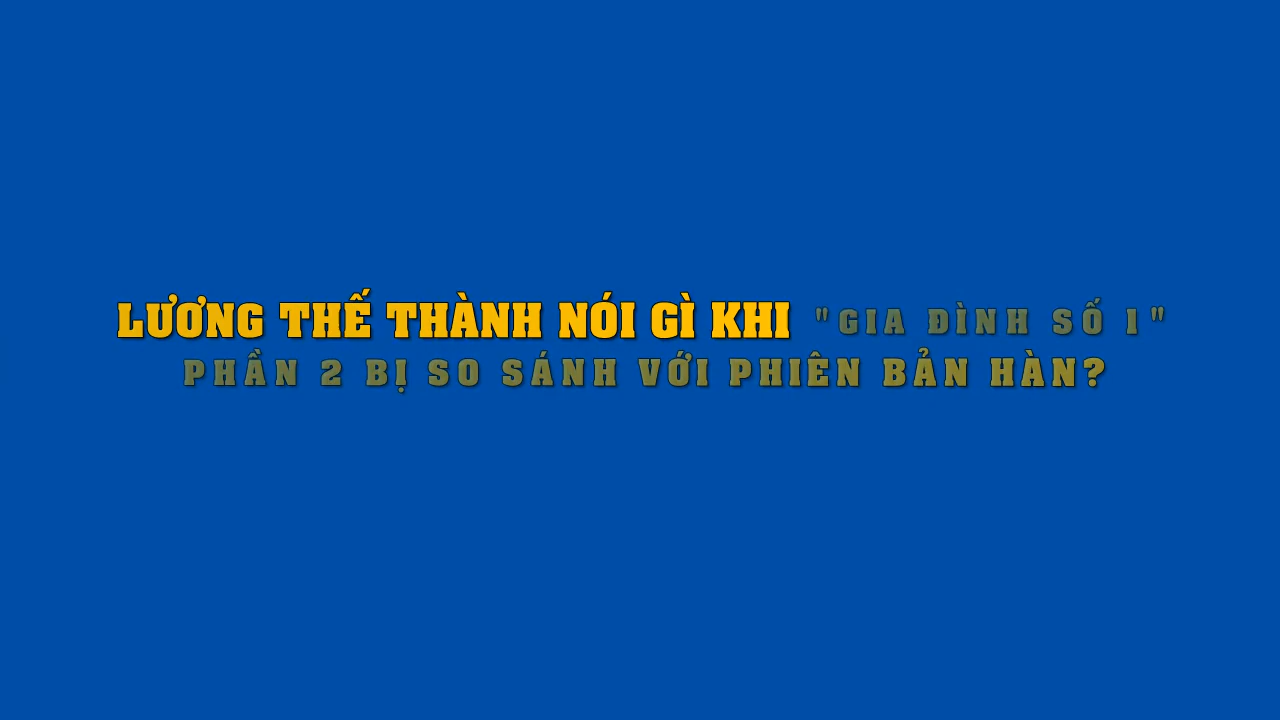 LƯƠNG THẾ THÀNH NÓI GÌ KHI "GIA ĐÌNH SỐ 1"
PHẦN 2 BỊ SO SÁNH VỚI PHIÊN BẢN HÀN?